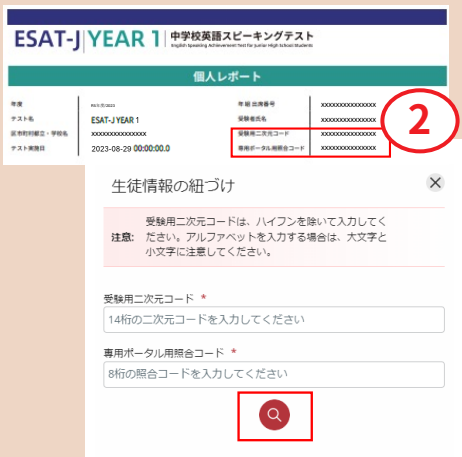 ESAT-J YEAR 1 中学校英語スピーキングテスト
English Speaking Achievement Test for Junior High School Students
個人レポート
年度
年 組 出席番号 xxxxxxxxxxxxxxx
テスト名 ESAT-J YEAR 1
受験者氏名 xxxxxxxxxxxxxxx
区市町村都立・学校名 xxxxxxxxxxxxxxx
受験用二次元コード xxxxxxxxxxxxxxx
テスト実施日 2023-08-29 00:00:00.0
専用ポータル用照合コード xxxxxxxxxxxxxxx
2
生徒情報の紐づけ
注意: 受験用二次元コードは、ハイフンを除いて入力してく
ださい。アルファベットを入力する場合は、大文字と
小文字に注意してください。
受験用二次元コード *
14桁の二次元コードを入力してください
専用ポータル用照合コード *
8桁の照合コードを入力してください